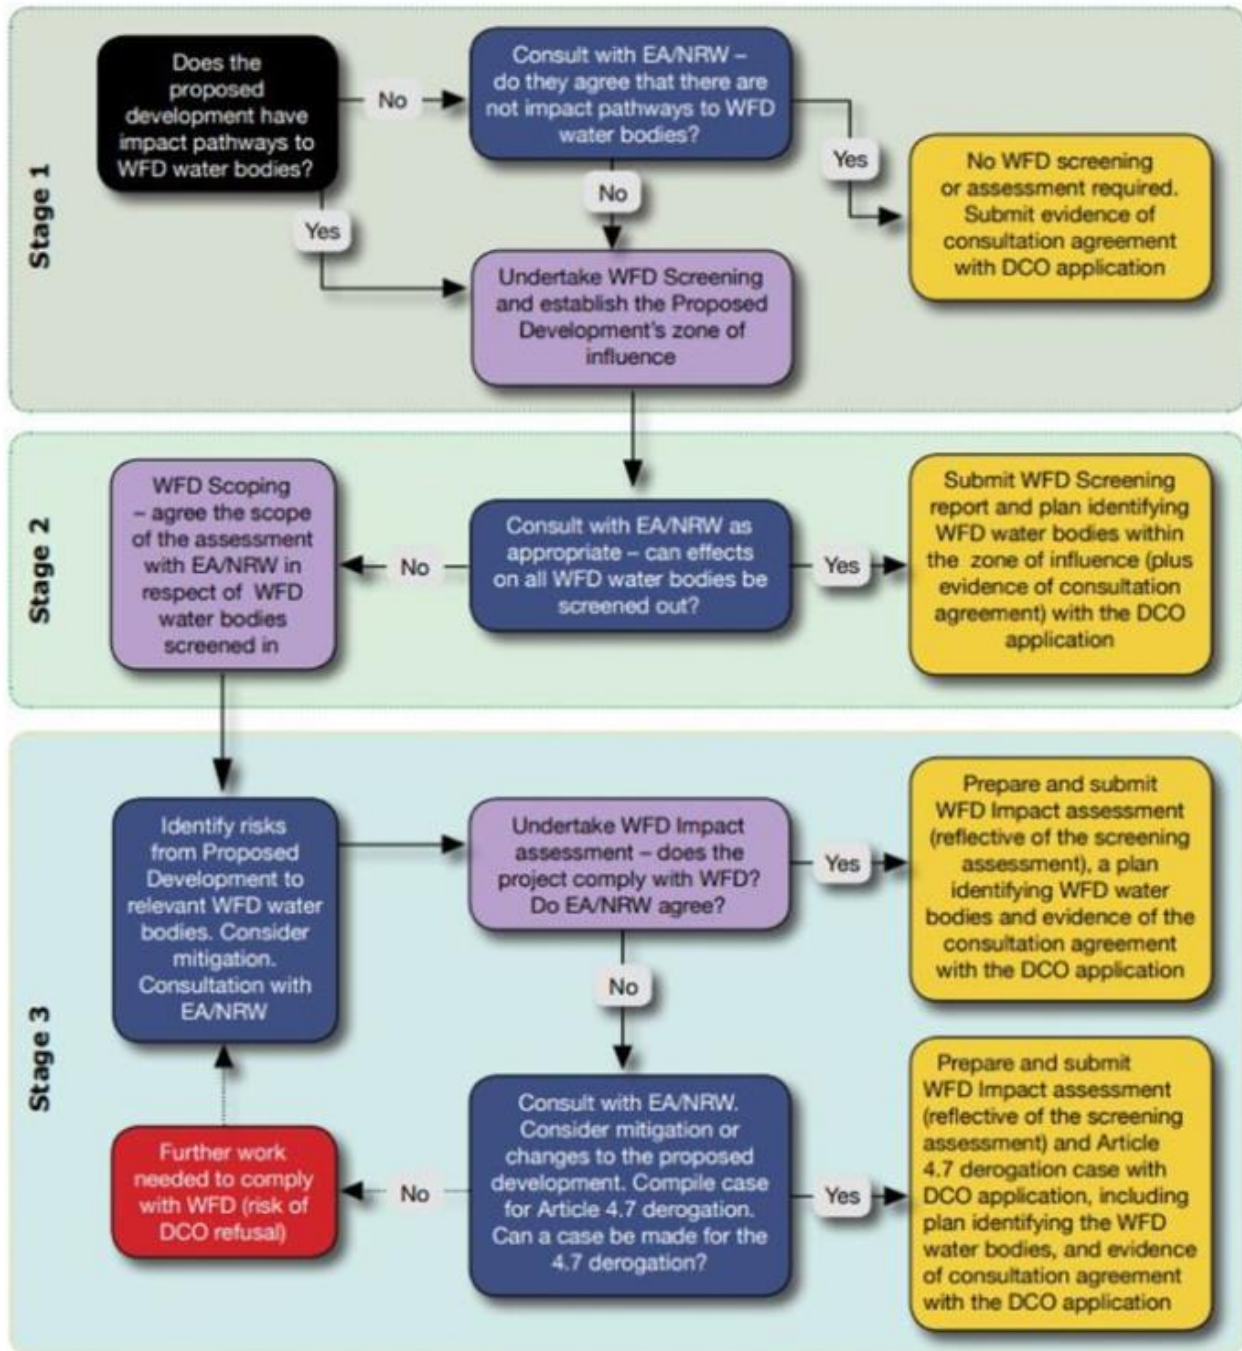 Stage 1
Does the
proposed
development have
impact pathways to
WFD water bodies?
No
Consult with EA/NRW –
do they agree that there are
not impact pathways to WFD
water bodies?
Yes
No WFD screening
or assessment required.
Submit evidence of
consultation agreement
with DCO application
No
Yes
Undertake WFD Screening
and establish the Proposed
Development's zone of
influence
Stage 2
WFD Scoping
– agree the scope
of the assessment
with EA/NRW in
respect of WFD
water bodies
screened in
No
Consult with EA/NRW as
appropriate – can effects
on all WFD water bodies be
screened out?
Yes
Submit WFD Screening
report and plan identifying
WFD water bodies within
the zone of influence (plus
evidence of consultation
agreement) with the DCO
application
Stage 3
Identify risks
from Proposed
Development to
relevant WFD water
bodies. Consider
mitigation.
Consultation with
EA/NRW
Undertake WFD Impact
assessment – does the
project comply with WFD?
Do EA/NRW agree?
Yes
Prepare and submit
WFD Impact assessment
(reflective of the screening
assessment), a plan
identifying WFD water
bodies and evidence of the
consultation agreement
with the DCO application
No
Further work
needed to comply
with WFD (risk of
DCO refusal)
No
Consult with EA/NRW.
Consider mitigation or
changes to the proposed
development. Compile case
for Article 4.7 derogation.
Can a case be made for the
4.7 derogation?
Yes
Prepare and submit
WFD Impact assessment
(reflective of the screening
assessment) and Article
4.7 derogation case with
DCO application, including
plan identifying the WFD
water bodies, and evidence
of consultation agreement
with the DCO application